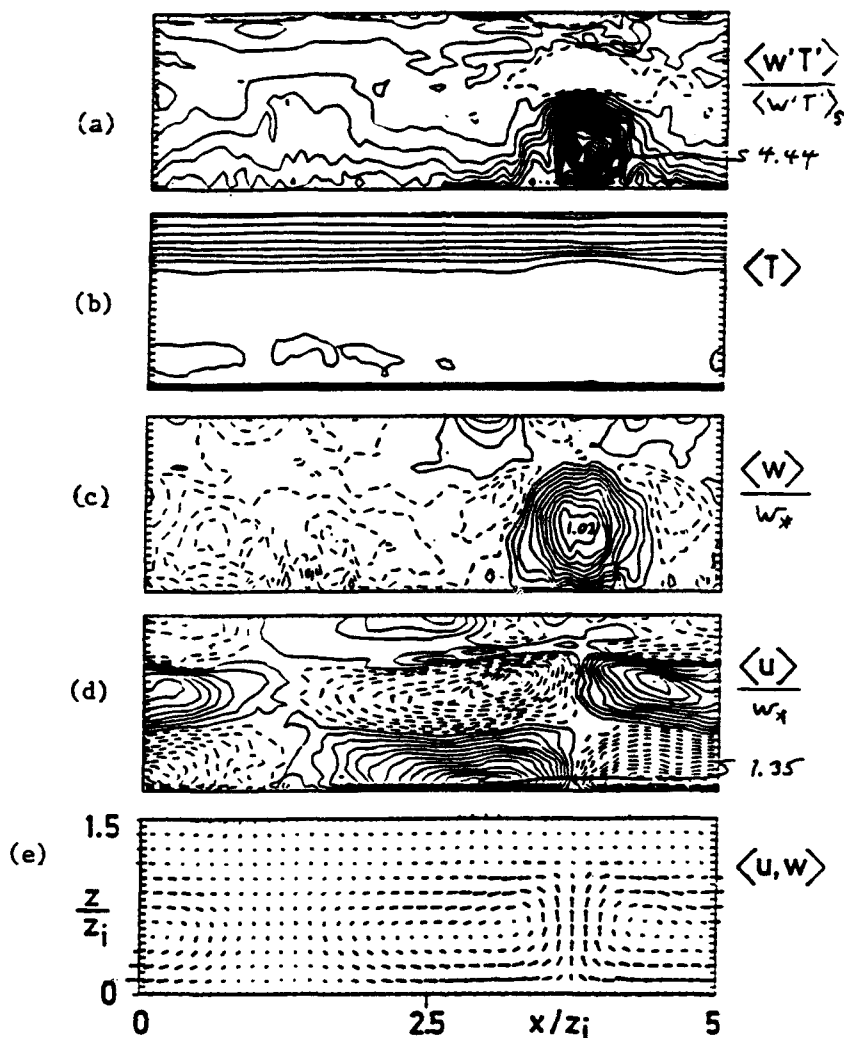 (a)
⟨w'T'⟩
⟨w'T'⟩s
4.44
(b)
⟨T⟩
(c)
1.02
⟨w⟩
w*
(d)
⟨u⟩
w*
1.35
(e)
1.5
z
zi
0
⟨u,w⟩
0 2.5 x/zi 5